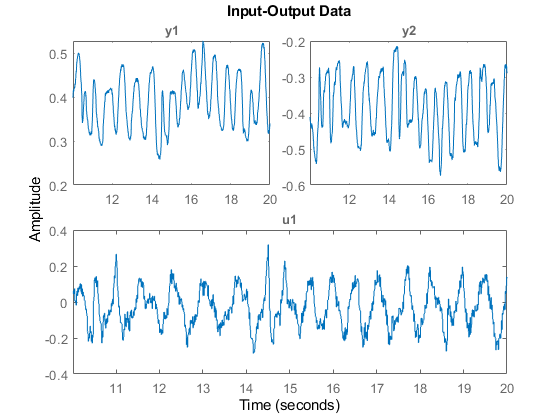 Input-Output Data
y1
y2
0.5
0.4
0.3
0.2
12 14 16 18 20
-0.2
-0.3
-0.4
-0.5
-0.6
12 14 16 18 20
Amplitude
u1
0.4
0.2
0
-0.2
-0.4
11 12 13 14 15 16 17 18 19 20
Time (seconds)